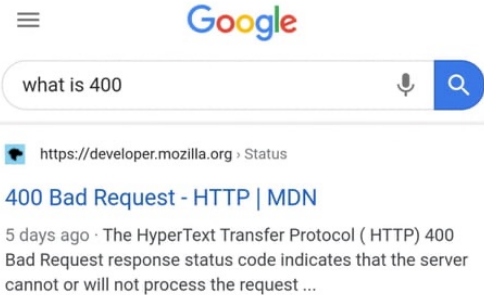 Google
what is 400
https://developer.mozilla.org › Status
400 Bad Request - HTTP | MDN
5 days ago · The HyperText Transfer Protocol ( HTTP) 400
Bad Request response status code indicates that the server
cannot or will not process the request ...